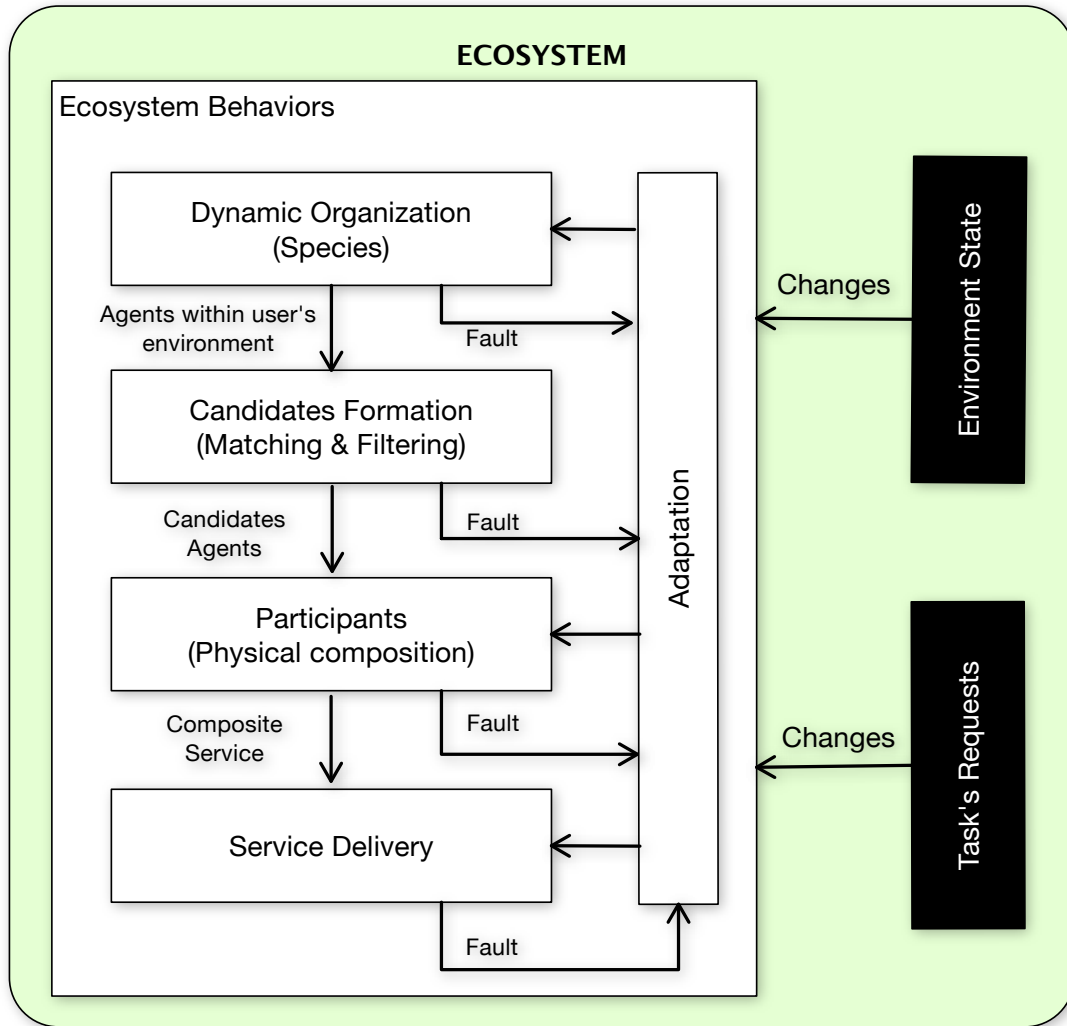 ECOSYSTEM
Ecosystem Behaviors
Dynamic Organization
(Species)
Agents within user's
environment
Fault
Candidates Formation
(Matching & Filtering)
Candidates
Agents
Fault
Participants
(Physical composition)
Composite
Service
Fault
Service Delivery
Fault
Adaptation
Changes
Environment State
Changes
Task's Requests